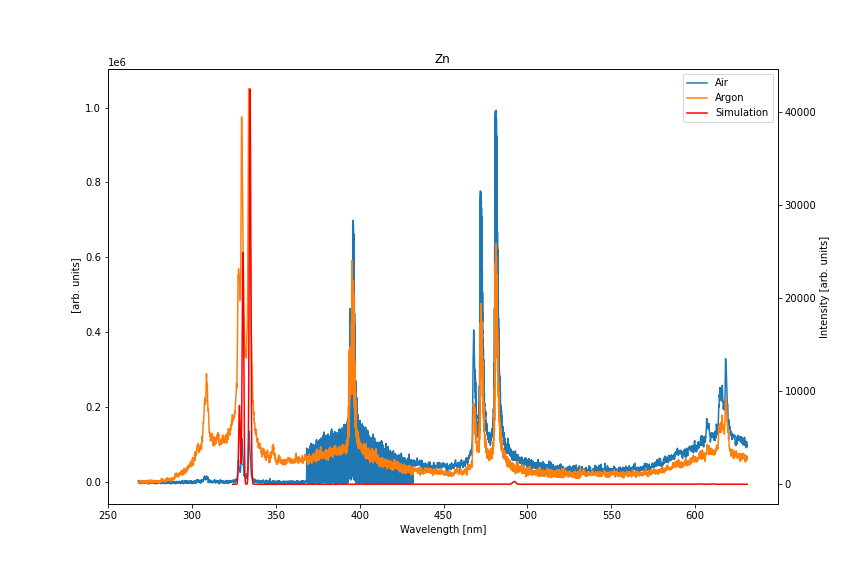 Zn
1e6
Air
Argon
Simulation
1.0
0.8
0.6
0.4
0.2
0.0
[arb. units]
40000
30000
20000
10000
0
Intensity [arb. units]
250 300 350 400 450 500 550 600
Wavelength [nm]